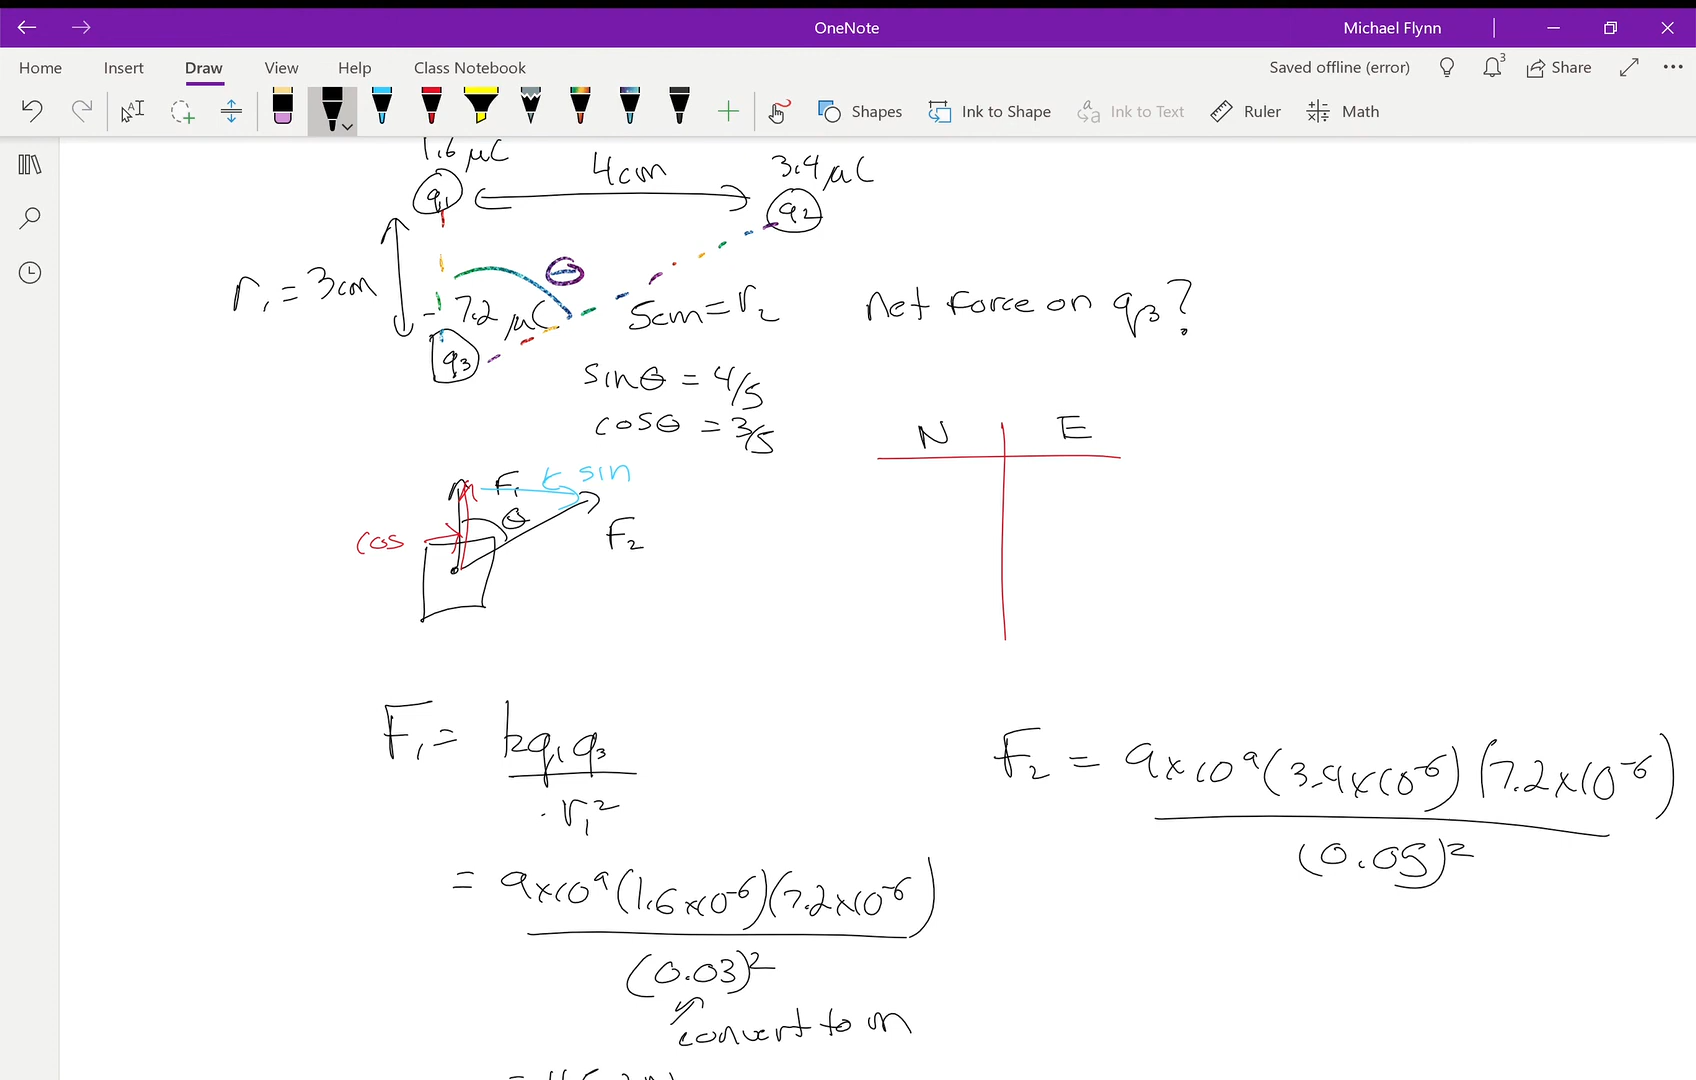 OneNote
Michael Flynn
Home Insert Draw View Help Class Notebook
Saved offline (error)
3
Share
Shapes
Ink to Shape
Ink to Text
Ruler
Math
1.6 μC
4cm
3.4 μC
q1
q2
r1 = 3cm
θ
-7.2 μC
5cm = r2
net force on q3?
q3
sinθ = 4/5
cosθ = 3/5
N E
F1
sin
θ
cos
F2
F1 = kq1q3
r1²
F2 = 9x10⁹(3.4x10⁻⁶)(7.2x10⁻⁶)
(0.05)²
= 9x10⁹(1.6x10⁻⁶)(7.2x10⁻⁶)
(0.03)²
convert to m